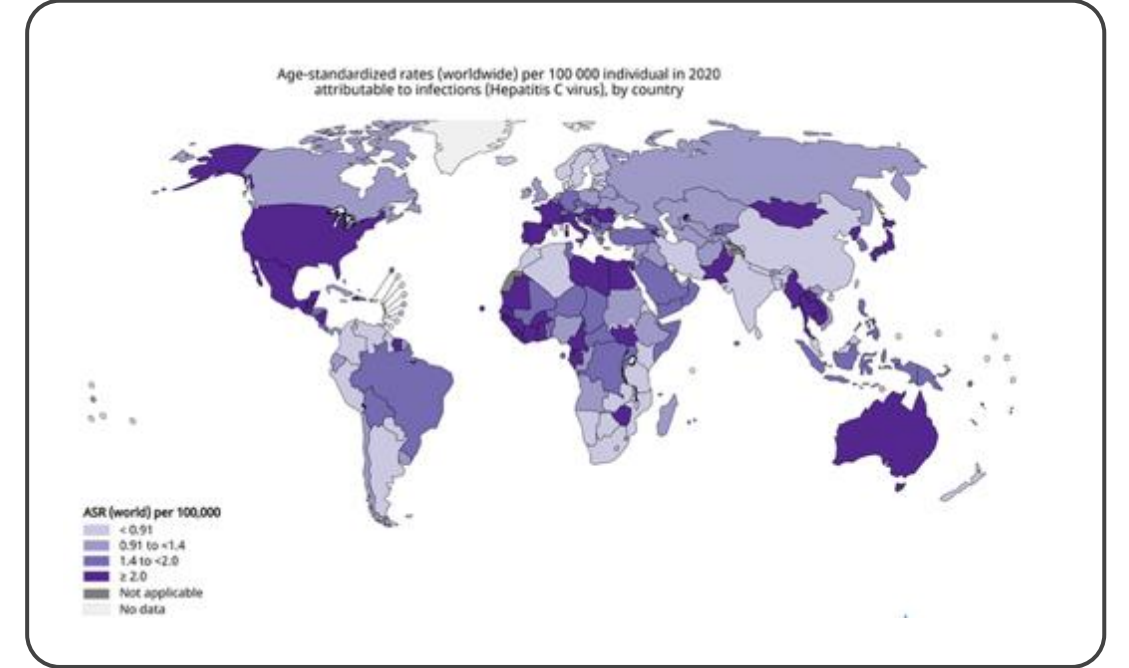 Age-standardized rates (worldwide) per 100 000 individual in 2020
attributable to infections (Hepatitis C virus), by country
ASR (world) per 100,000
< 0.91
0.91 to <1.4
1.4 to <2.0
≥ 2.0
Not applicable
No data